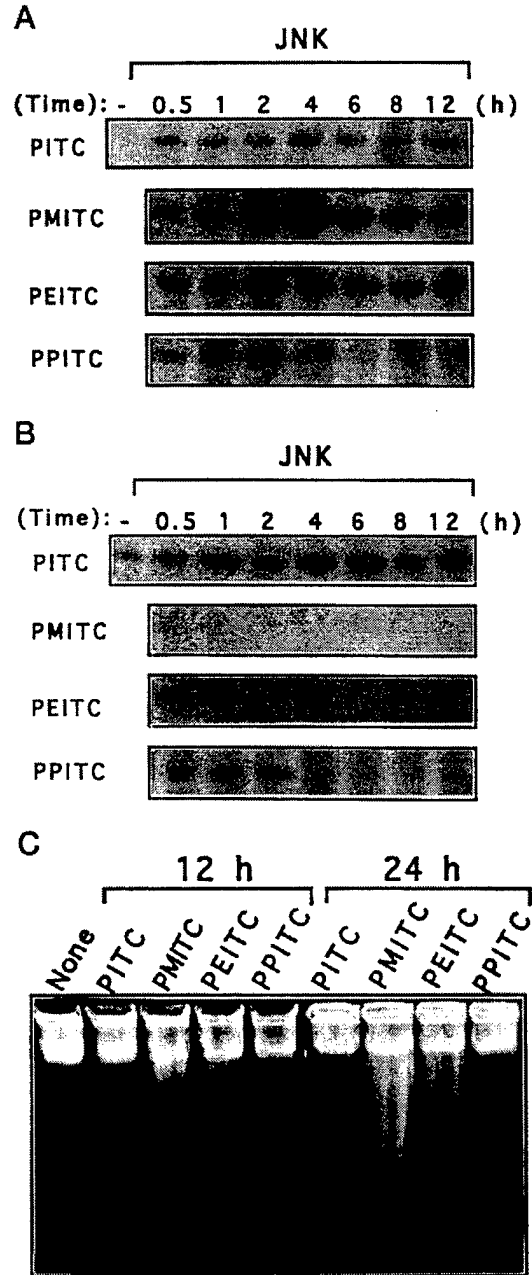 A
JNK
(Time): - 0.5 1 2 4 6 8 12 (h)
PITC
PMITC
PEITC
PPITC
B
JNK
(Time): - 0.5 1 2 4 6 8 12 (h)
PITC
PMITC
PEITC
PPITC
C
12 h 24 h
None PITC PMITC PEITC PPITC PITC PMITC PEITC PPITC